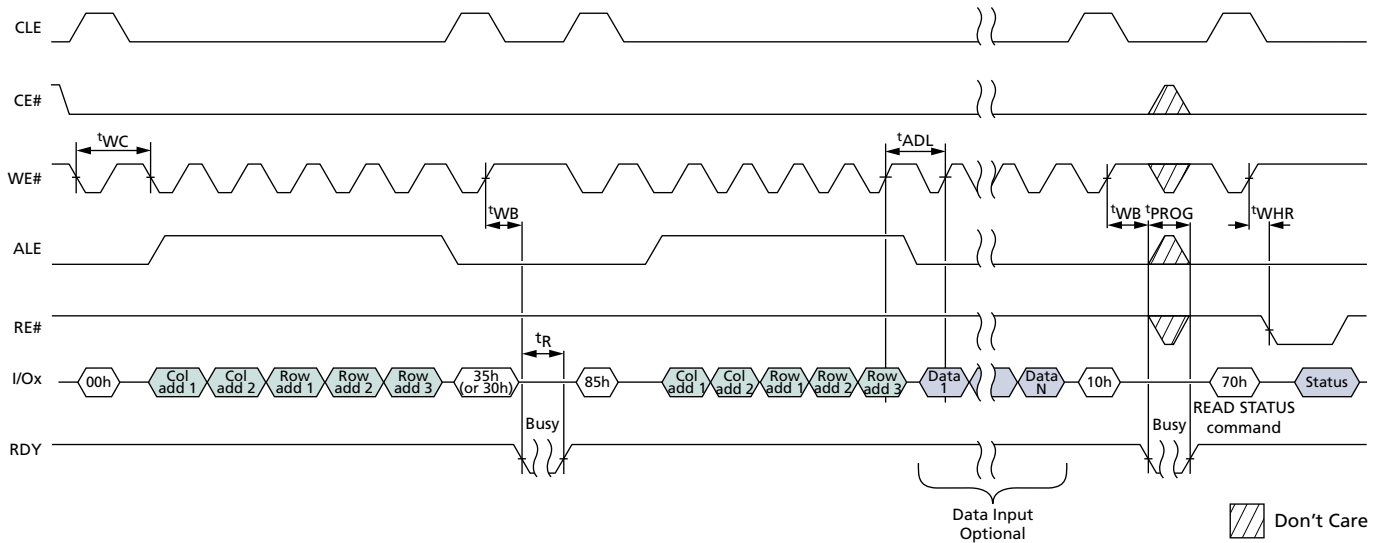 CLE
CE#
tWC
tADL
WE#
tWB
tWB
tPROG
tWHR
ALE
RE#
tR
I/Ox
00h
Col add 1
Col add 2
Row add 1
Row add 2
Row add 3
35h (or 30h)
85h
Col add 1
Col add 2
Row add 1
Row add 2
Row add 3
Data 1
Data N
10h
70h
Status
READ STATUS command
Busy
Busy
RDY
Data Input
Optional
Don't Care